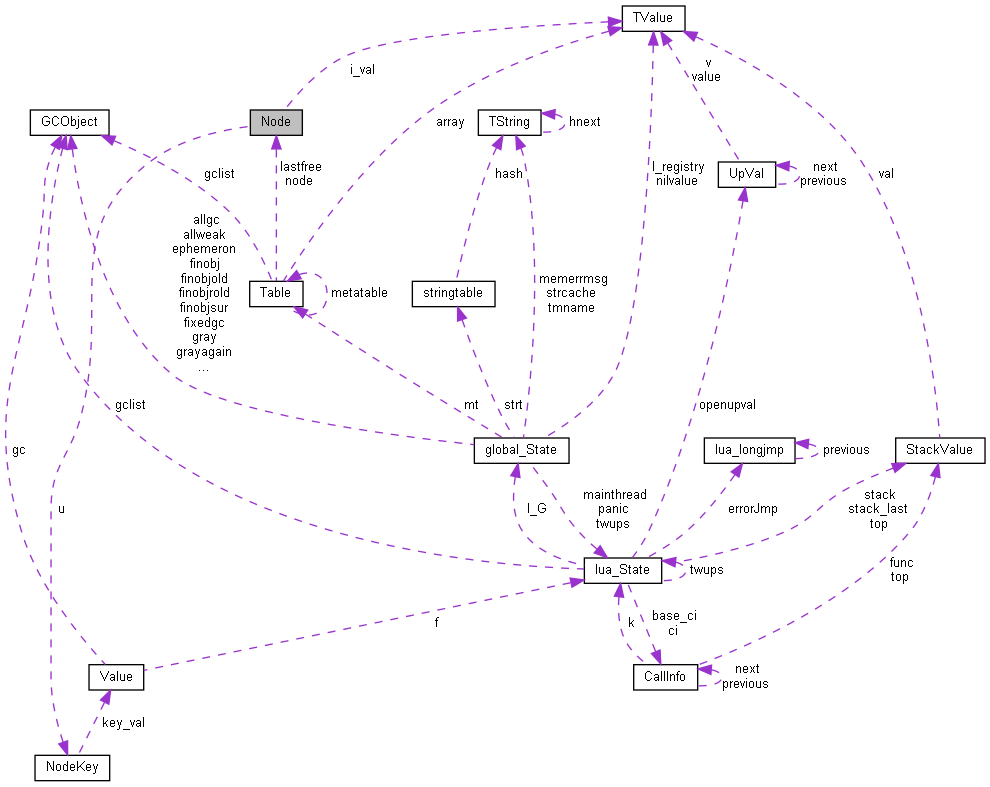 TValue
i_val
v
value
GCObject
Node
array
TString
hnext
gclist
lastfree
node
hash
l_registry
nilvalue
UpVal
next
previous
val
allgc
allweak
ephemeron
finobj
finobjold
finobjrold
finobjsur
fixedgc
gray
grayagain
...
Table
metatable
stringtable
memerrmsg
strcache
tmname
gclist
mt
strt
openupval
gc
global_State
lua_longjmp
previous
StackValue
u
l_G
mainthread
panic
twups
errorJmp
stack
stack_last
top
lua_State
twups
func
top
f
k
base_ci
ci
Value
CallInfo
next
previous
key_val
NodeKey